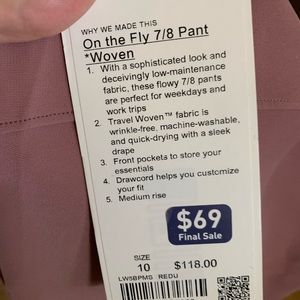 WHY WE MADE THIS
On the Fly 7/8 Pant
*Woven
1. With a sophisticated look and
deceivingly low-maintenance
fabric, these flowy 7/8 pants
are perfect for weekdays and
work trips
2. Travel Woven™ fabric is
wrinkle-free, machine-washable,
and quick-drying with a sleek
drape
3. Front pockets to store your
essentials
4. Drawcord helps you customize
your fit
5. Medium rise
$69
Final Sale
SIZE
10 $118.00
LW5BPMS REDU